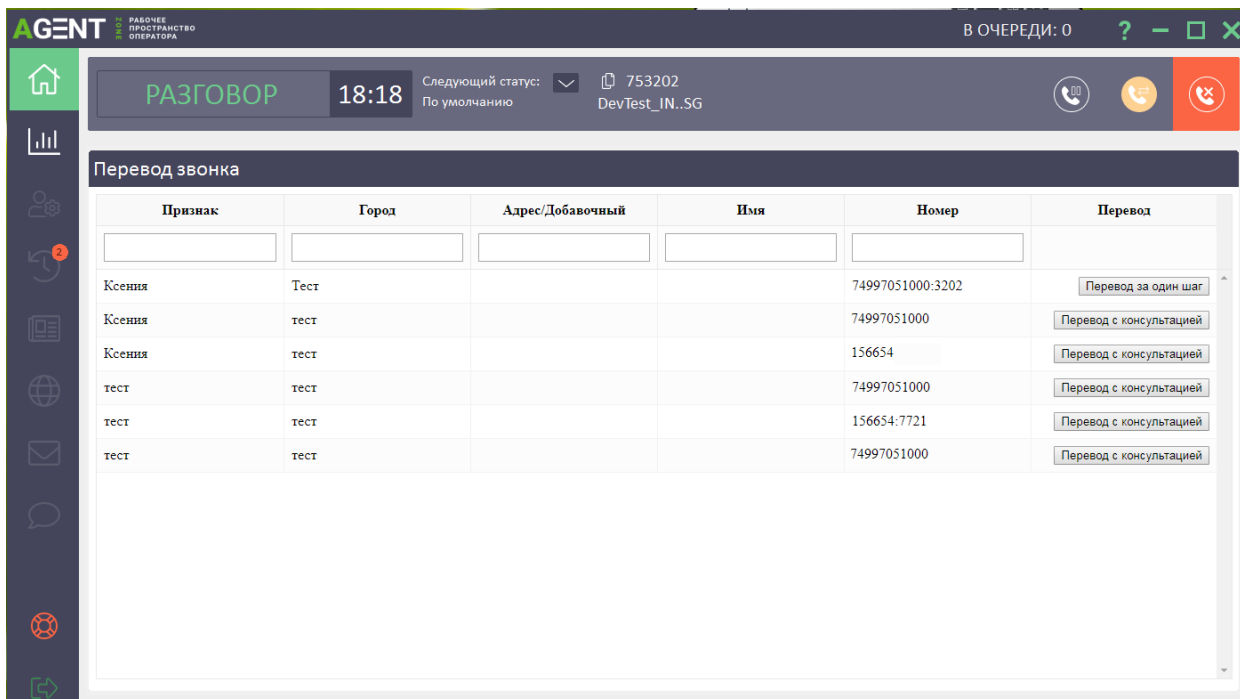 AGENT ZONE РАБОЧЕЕ ПРОСТРАНСТВО ОПЕРАТОРА
В ОЧЕРЕДИ: 0 ?
РАЗГОВОР 18:18 Следующий статус: 753202
По умолчанию DevTest_IN..SG
Перевод звонка
Признак Город Адрес/Добавочный Имя Номер Перевод
2
Ксения Тест 74997051000:3202 Перевод за один шаг
Ксения тест 74997051000 Перевод с консультацией
Ксения тест 156654 Перевод с консультацией
тест тест 74997051000 Перевод с консультацией
тест тест 156654:7721 Перевод с консультацией
тест тест 74997051000 Перевод с консультацией